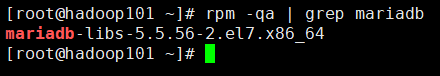 [root@hadoop101 ~]# rpm -qa | grep mariadb
mariadb-libs-5.5.56-2.el7.x86_64
[root@hadoop101 ~]#